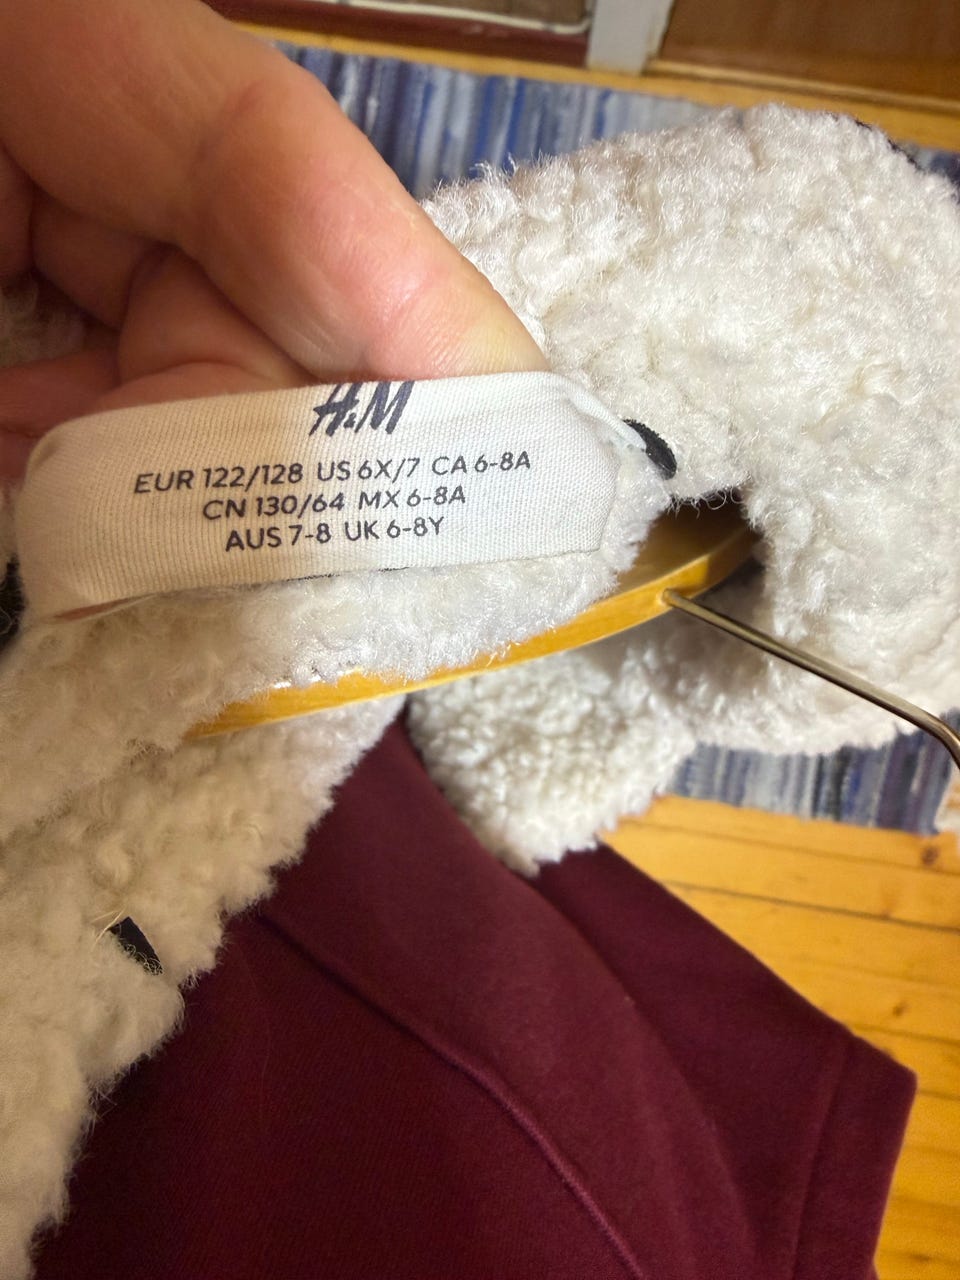 H&M
EUR 122/128 US 6X/7 CA 6-8A
CN 130/64 MX 6-8A
AUS 7-8 UK 6-8Y